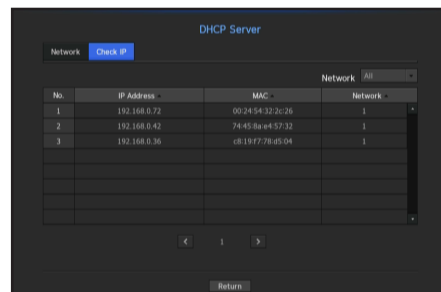 DHCP Server
Network Check IP
Network All
No. IP Address MAC Network
1 192.168.0.72 00:24:54:32:2c:26 1
2 192.168.0.42 74:45:8a:e4:57:32 1
3 192.168.0.36 c8:19:f7:78:d5:04 1
< 1 >
Return